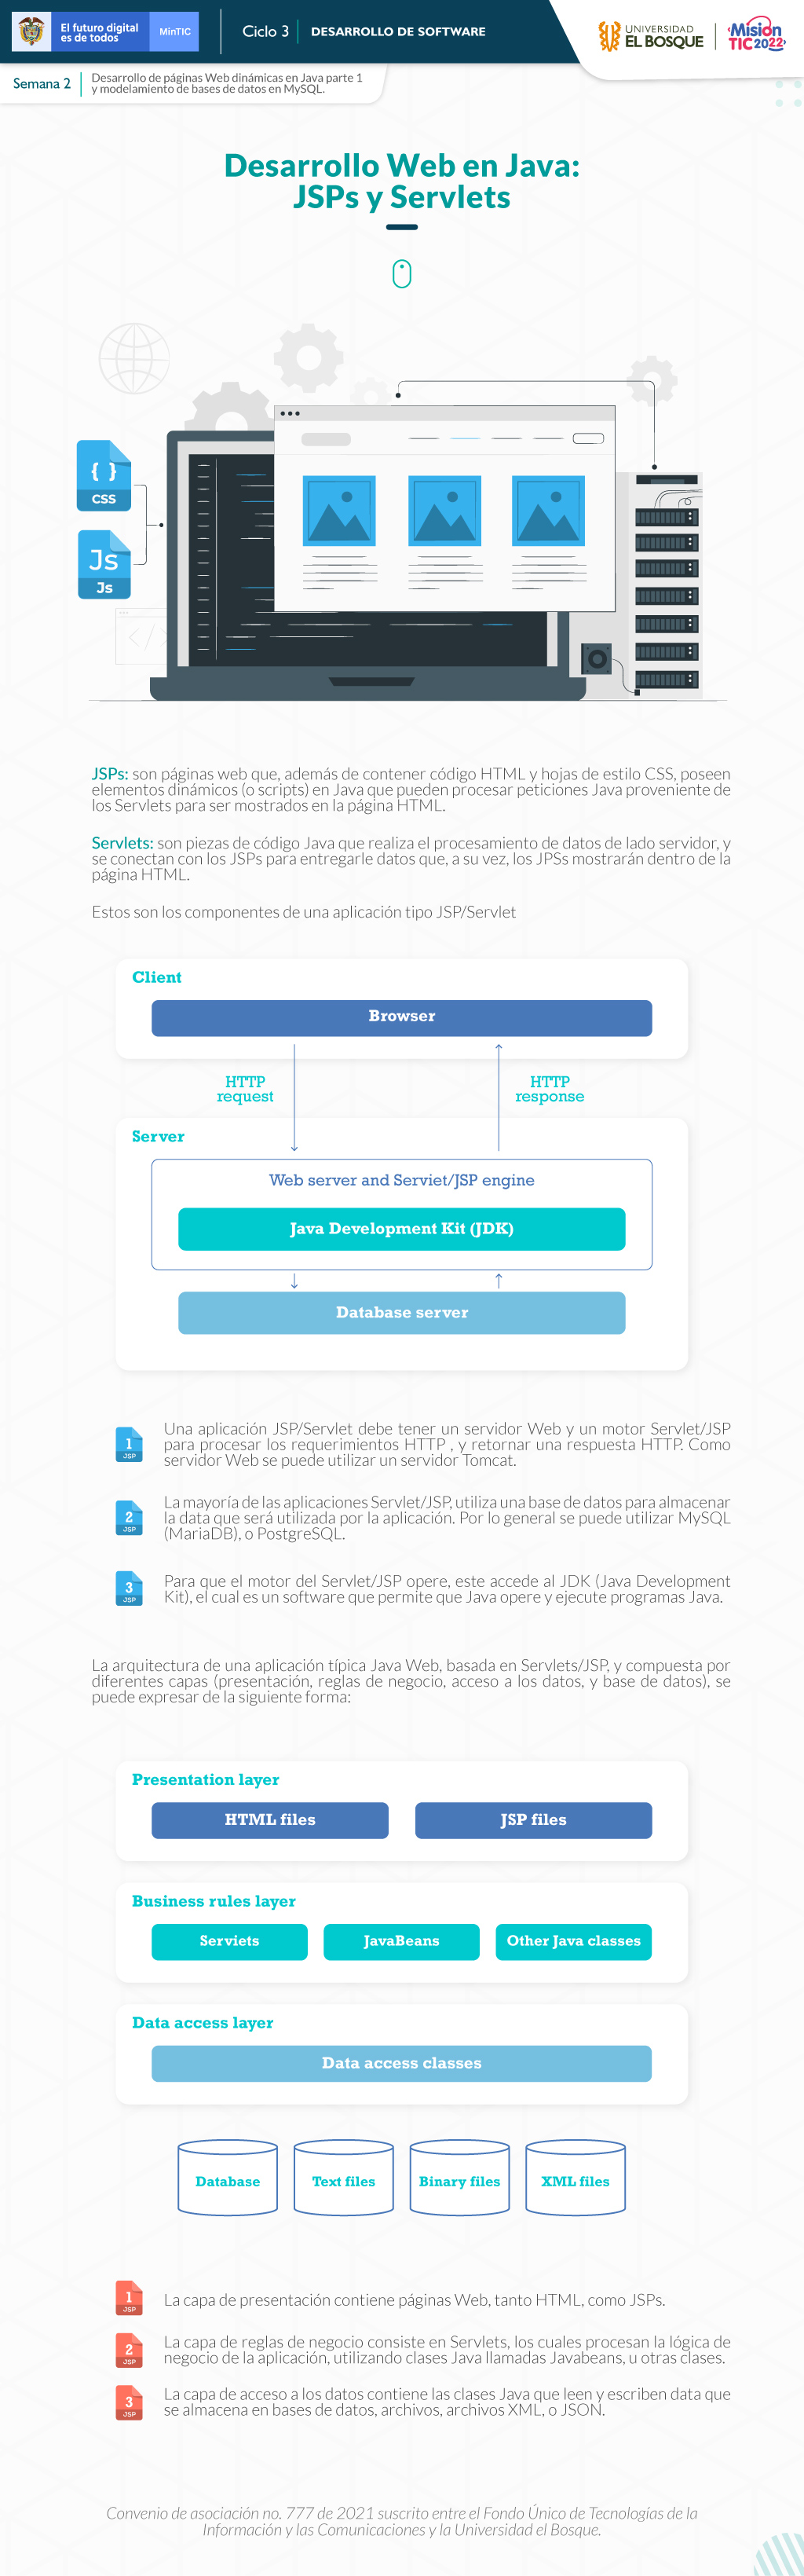 El futuro digital
es de todos
MinTIC
Ciclo 3
DESARROLLO DE SOFTWARE
UNIVERSIDAD
EL BOSQUE
Misión
TIC2022
Semana 2
Desarrollo de páginas Web dinámicas en Java parte 1
y modelamiento de bases de datos en MySQL.
Desarrollo Web en Java:
JSPs y Servlets
{ }
CSS
Js
Js
</>
JSPs: son páginas web que, además de contener código HTML y hojas de estilo CSS, poseen
elementos dinámicos (o scripts) en Java que pueden procesar peticiones Java proveniente de
los Servlets para ser mostrados en la página HTML.
Servlets: son piezas de código Java que realiza el procesamiento de datos de lado servidor, y
se conectan con los JSPs para entregarle datos que, a su vez, los JPSs mostrarán dentro de la
página HTML.
Estos son los componentes de una aplicación tipo JSP/Servlet
Client
Browser
HTTP
request
HTTP
response
Server
Web server and Serviet/JSP engine
Java Development Kit (JDK)
Database server
1
JSP
Una aplicación JSP/Servlet debe tener un servidor Web y un motor Servlet/JSP
para procesar los requerimientos HTTP , y retornar una respuesta HTTP. Como
servidor Web se puede utilizar un servidor Tomcat.
2
JSP
La mayoría de las aplicaciones Servlet/JSP, utiliza una base de datos para almacenar
la data que será utilizada por la aplicación. Por lo general se puede utilizar MySQL
(MariaDB), o PostgreSQL.
3
JSP
Para que el motor del Servlet/JSP opere, este accede al JDK (Java Development
Kit), el cual es un software que permite que Java opere y ejecute programas Java.
La arquitectura de una aplicación típica Java Web, basada en Servlets/JSP, y compuesta por
diferentes capas (presentación, reglas de negocio, acceso a los datos, y base de datos), se
puede expresar de la siguiente forma:
Presentation layer
HTML files
JSP files
Business rules layer
Serviets
JavaBeans
Other Java classes
Data access layer
Data access classes
Database
Text files
Binary files
XML files
1
JSP
La capa de presentación contiene páginas Web, tanto HTML, como JSPs.
2
JSP
La capa de reglas de negocio consiste en Servlets, los cuales procesan la lógica de
negocio de la aplicación, utilizando clases Java llamadas Javabeans, u otras clases.
3
JSP
La capa de acceso a los datos contiene las clases Java que leen y escriben data que
se almacena en bases de datos, archivos, archivos XML, o JSON.
Convenio de asociación no. 777 de 2021 suscrito entre el Fondo Único de Tecnologías de la
Información y las Comunicaciones y la Universidad el Bosque.